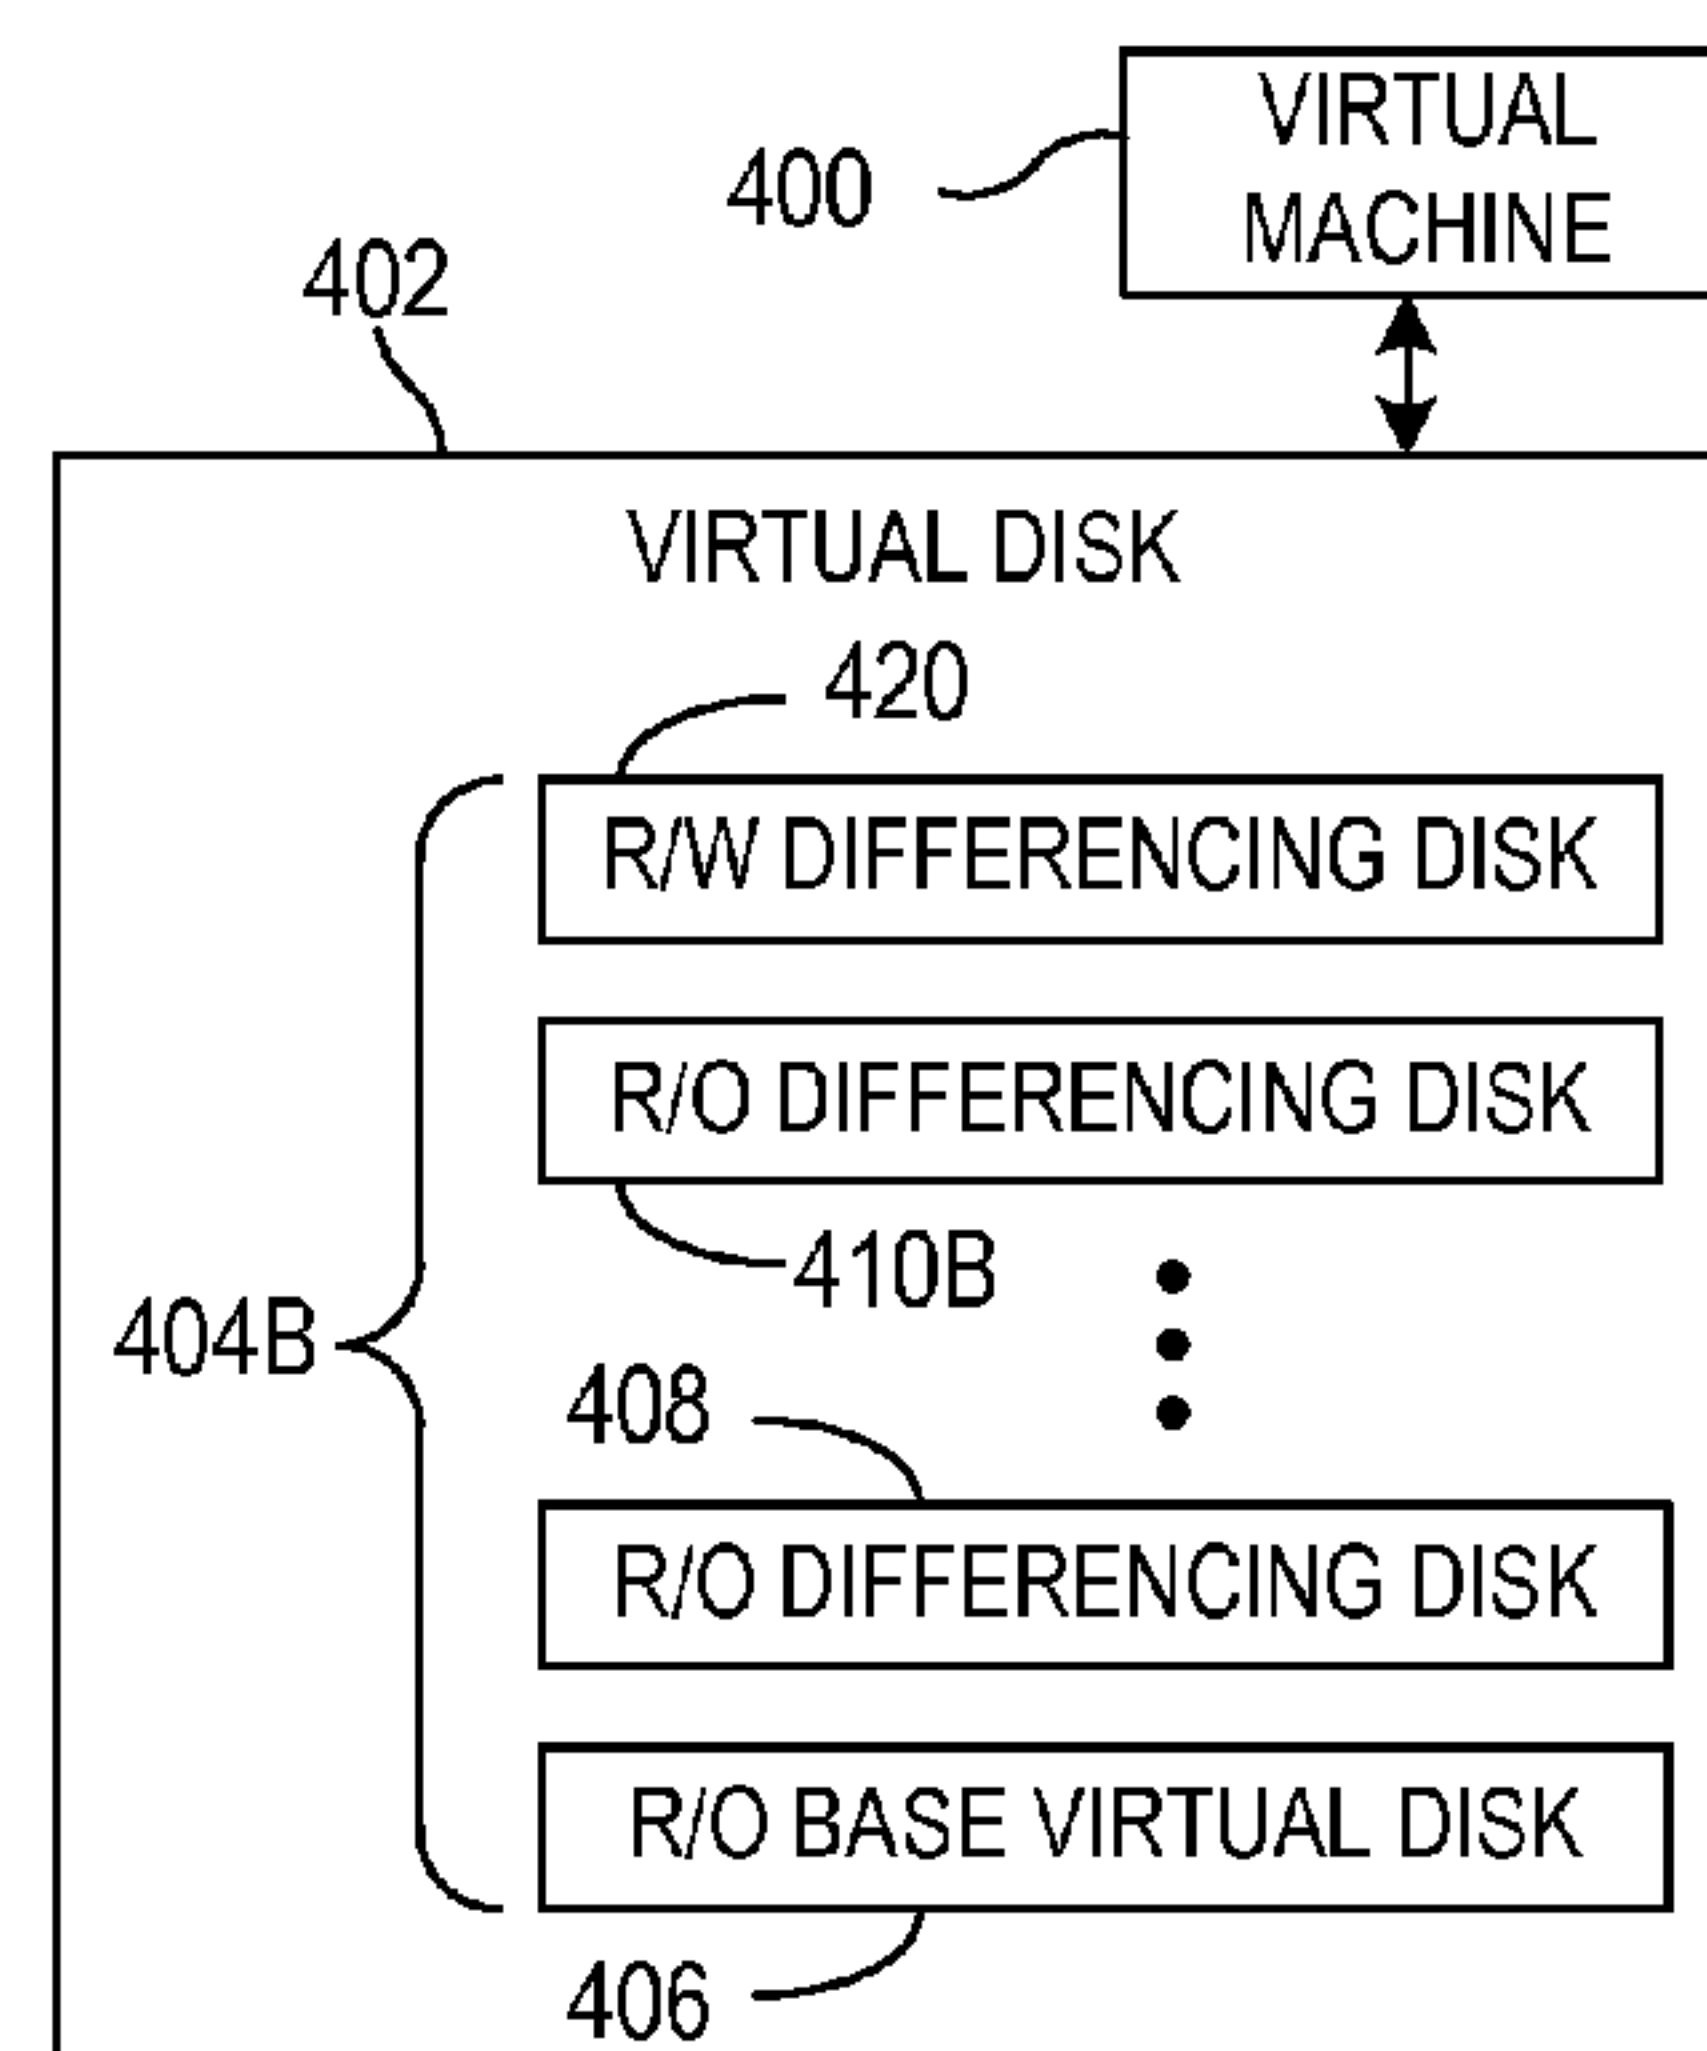 VIRTUAL
MACHINE
400
402
VIRTUAL DISK
420
R/W DIFFERENCING DISK
R/O DIFFERENCING DISK
410B
404B
408
R/O DIFFERENCING DISK
R/O BASE VIRTUAL DISK
406